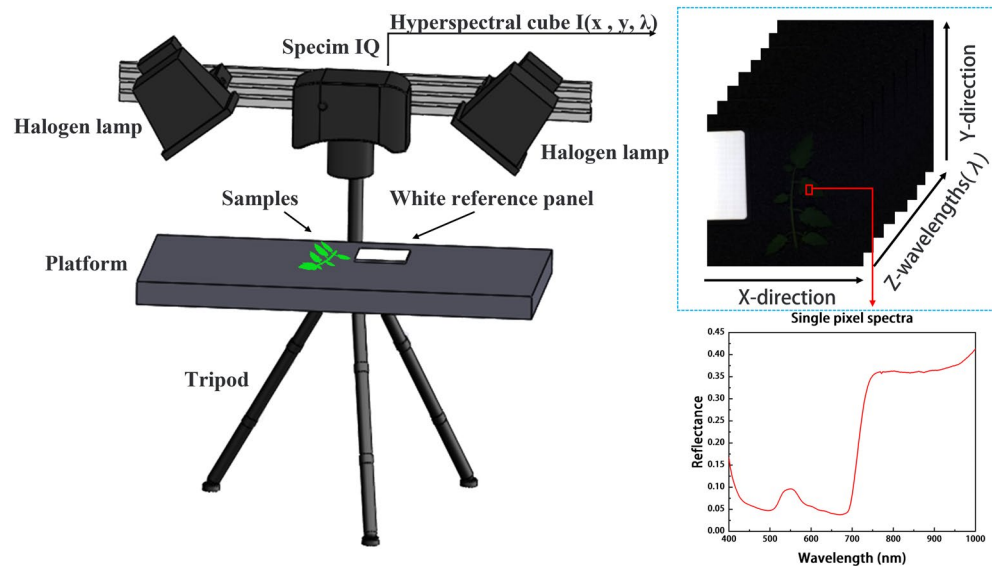 Hyperspectral cube I(x , y, λ)
Specim IQ
Halogen lamp
Halogen lamp
Samples
White reference panel
Platform
Tripod
Y-direction
Z-wavelengths(λ)
X-direction
Single pixel spectra
0.45
0.40
0.35
0.30
0.25
0.20
0.15
0.10
0.05
0.00
Reflectance
400 500 600 700 800 900 1000
Wavelength (nm)